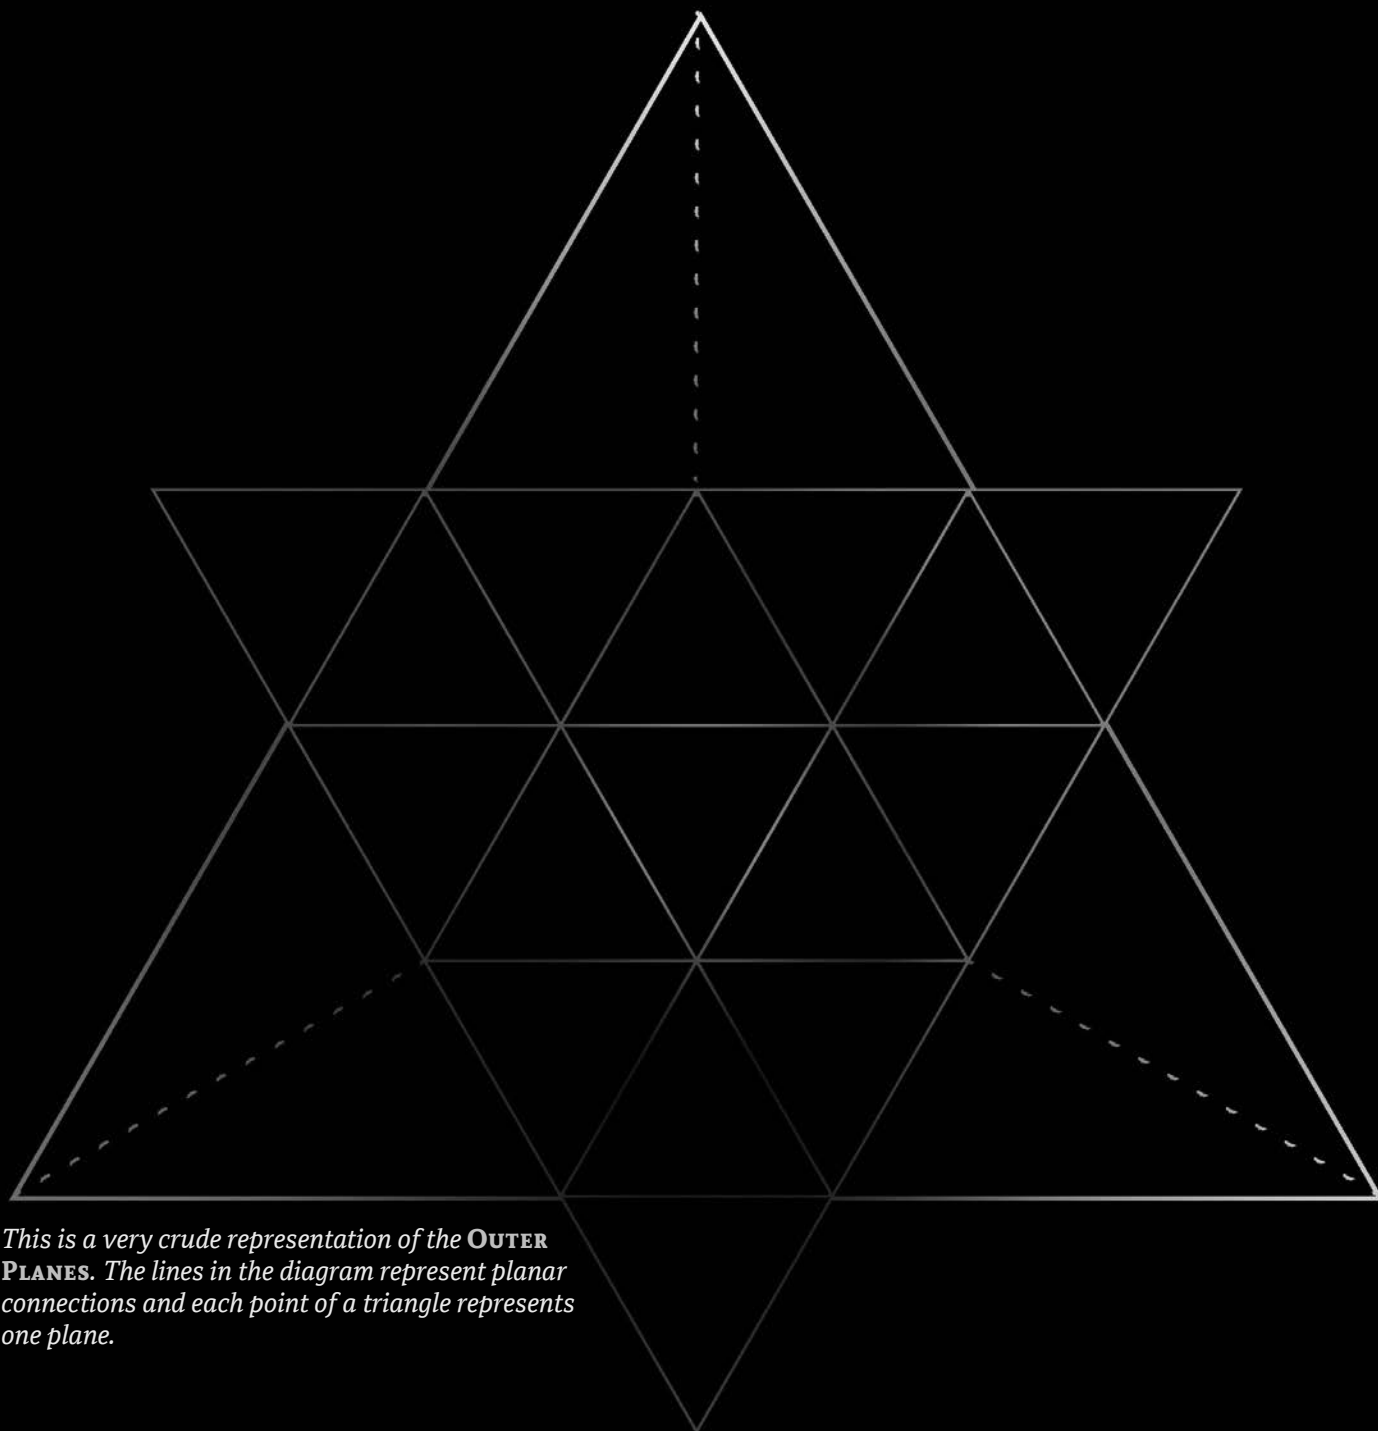 This is a very crude representation of the OUTER
PLANES. The lines in the diagram represent planar
connections and each point of a triangle represents
one plane.